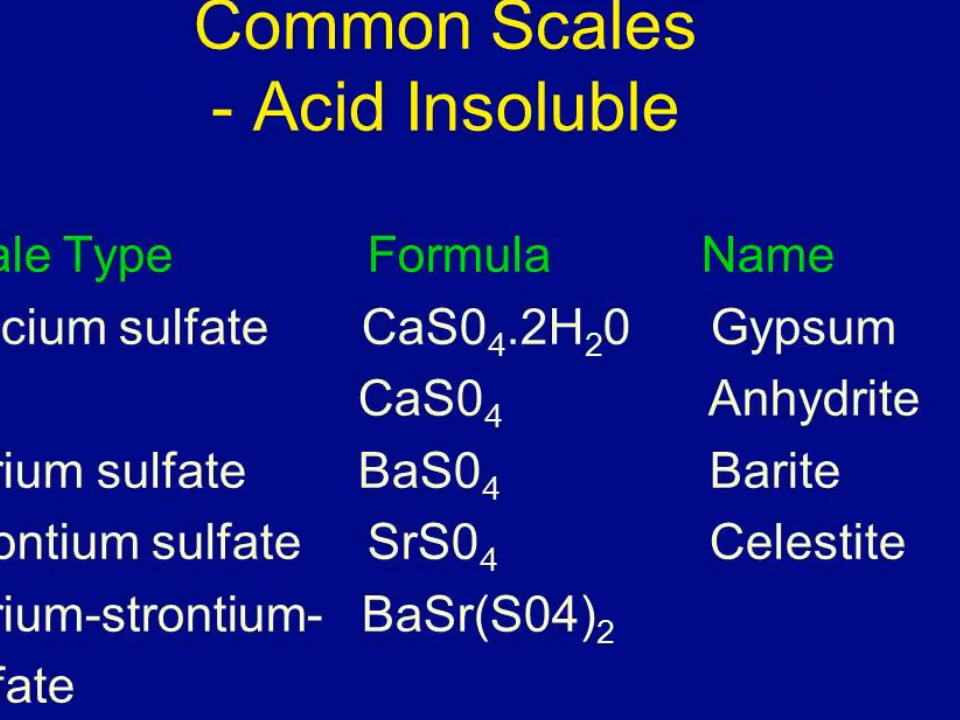 Common Scales
- Acid Insoluble
ale Type Formula Name
cium sulfate CaS0₄.2H₂0 Gypsum
CaS0₄ Anhydrite
rium sulfate BaS0₄ Barite
ontium sulfate SrS0₄ Celestite
rium-strontium- BaSr(S04)₂
fate